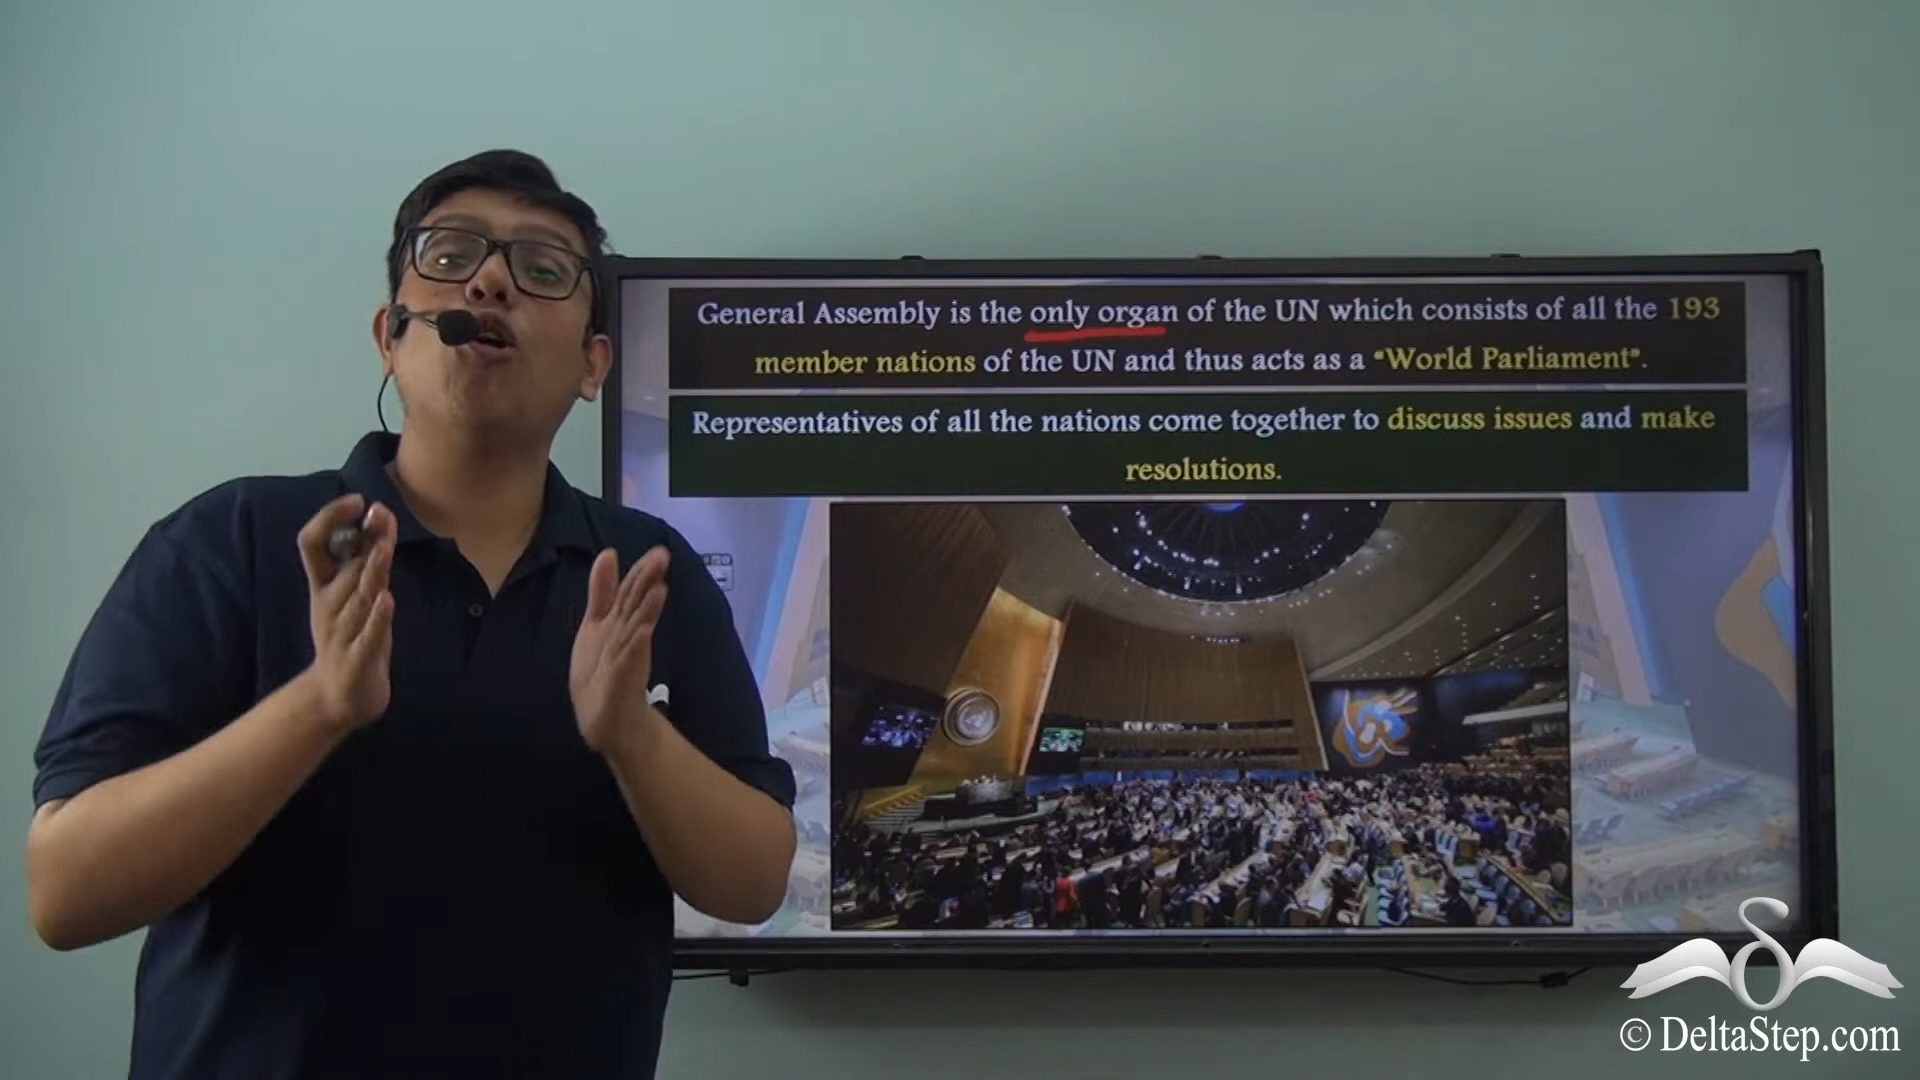 General Assembly is the only organ of the UN which consists of all the 193
member nations of the UN and thus acts as a "World Parliament".
Representatives of all the nations come together to discuss issues and make
resolutions.
© DeltaStep.com